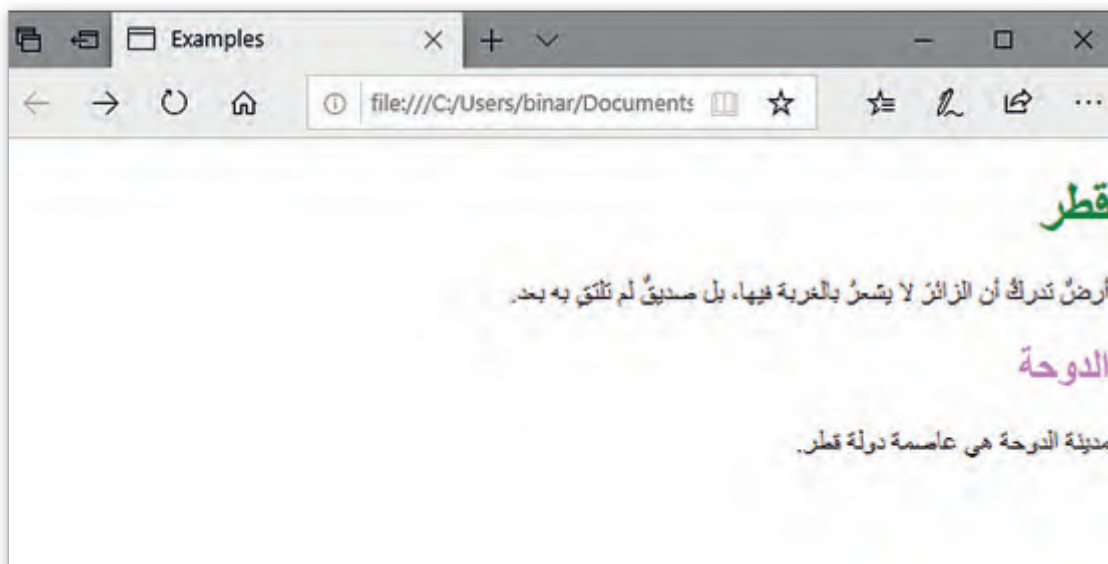 Examples
file:///C:/Users/binar/Documents
قطر
أرضٌ تدركُ أن الزائرَ لا يشعرُ بالغربة فيها، بل صديقٌ لم تلتقِ به بعد.
الدوحة
مدينة الدوحة هي عاصمة دولة قطر.